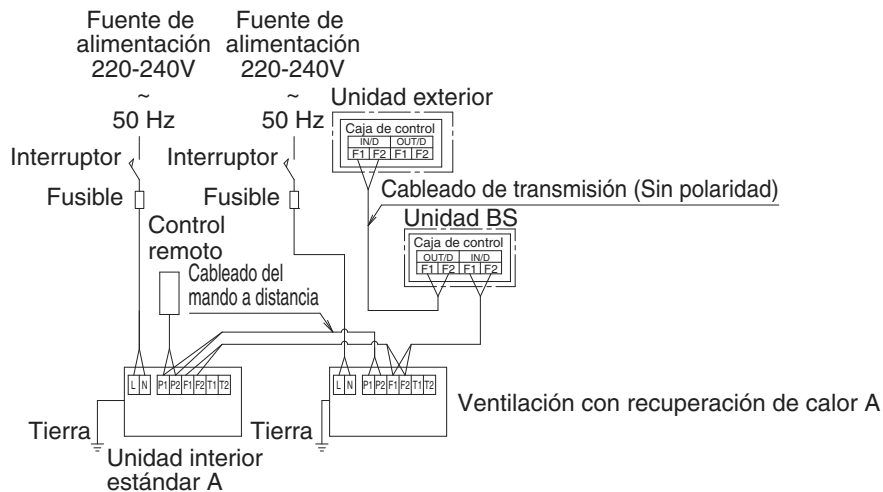 Fuente de
alimentación
220-240V
~
50 Hz
Fuente de
alimentación
220-240V
~
50 Hz
Unidad exterior
Caja de control
IN/D OUT/D
F1 F2 F1 F2
Interruptor
Interruptor
Fusible
Fusible
Cableado de transmisión (Sin polaridad)
Unidad BS
Caja de control
OUT/D IN/D
F1 F2 F1 F2
Control
remoto
Cableado del
mando a distancia
L N P1 P2 F1 F2 T1 T2
L N P1 P2 F1 F2 T1 T2
Ventilación con recuperación de calor A
Tierra
Tierra
Unidad interior
estándar A